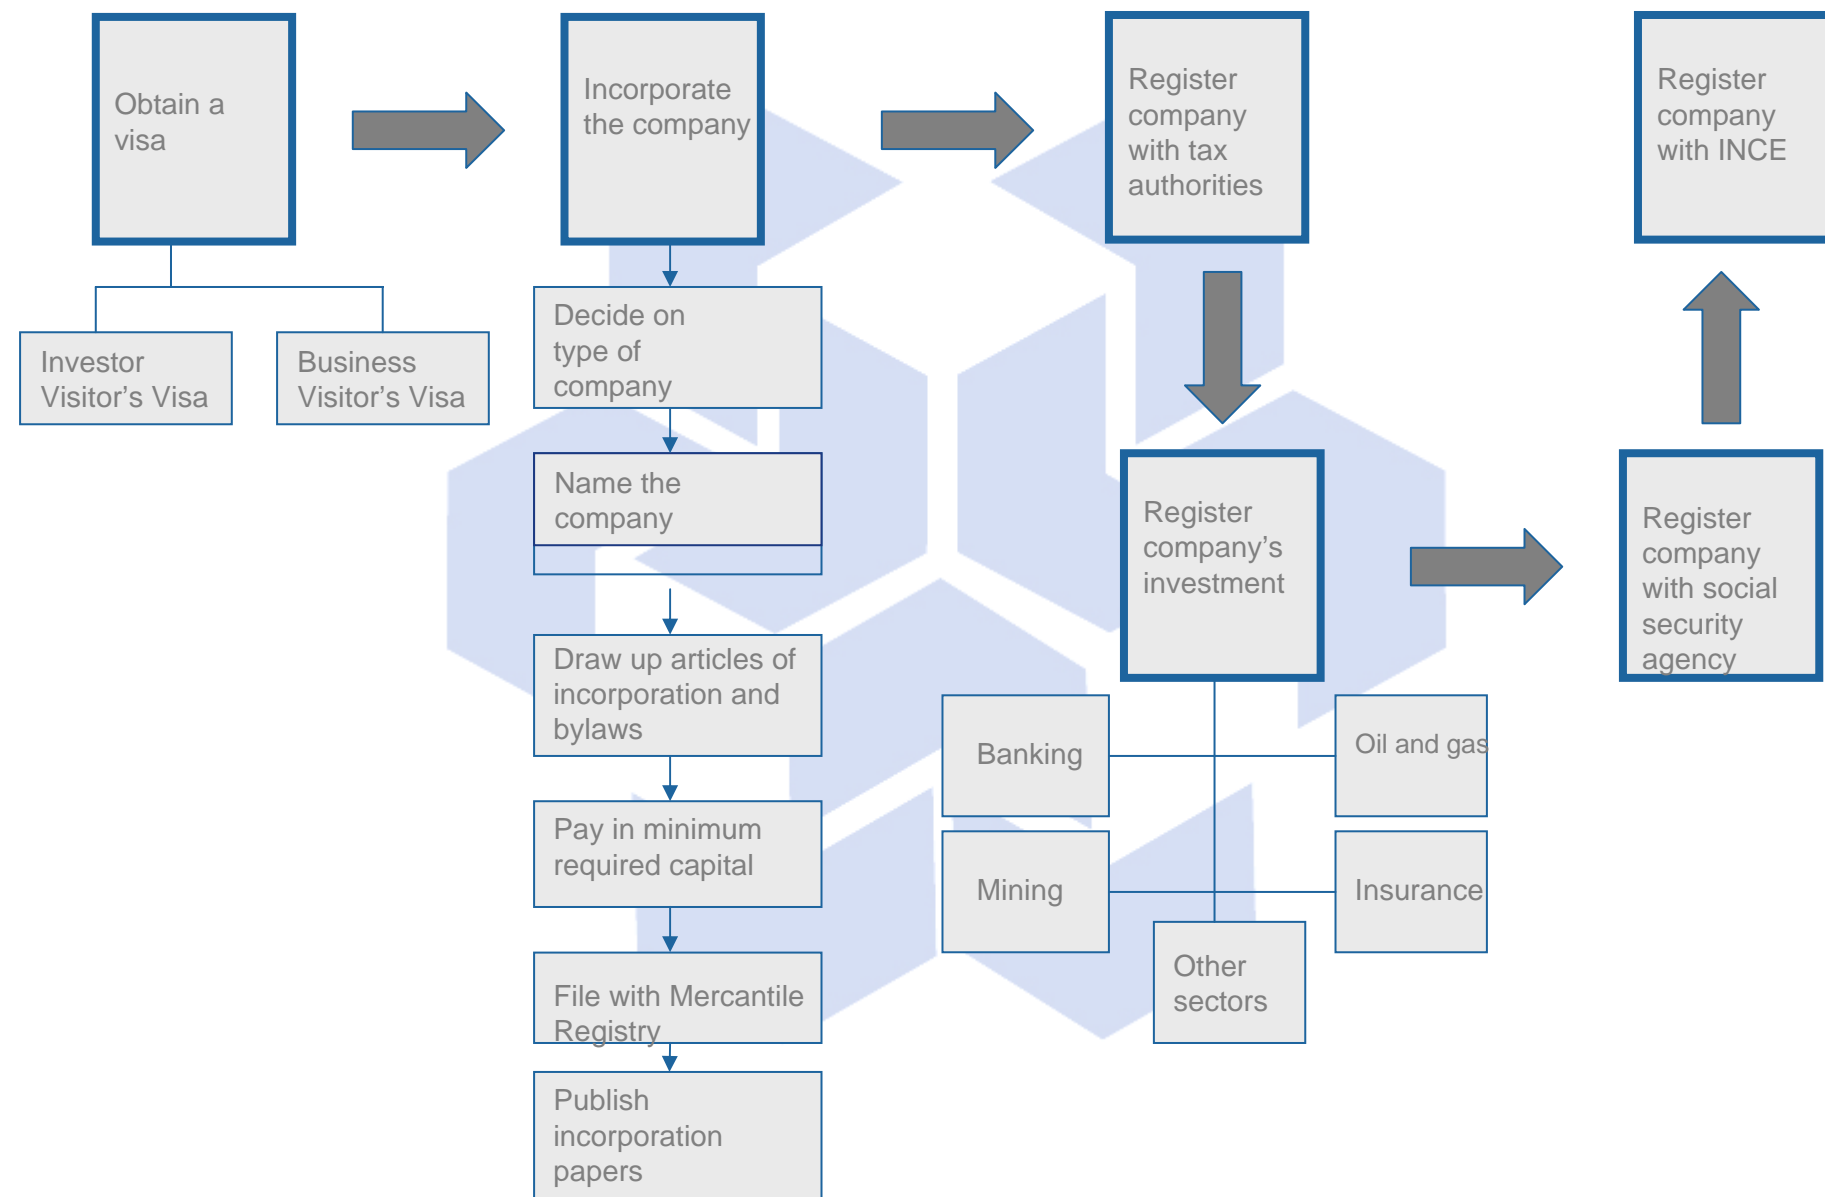 Obtain a
visa
Incorporate
the company
Register
company
with tax
authorities
Register
company
with INCE
Investor
Visitor’s Visa
Business
Visitor’s Visa
Decide on
type of
company
Name the
company
Draw up articles of
incorporation and
bylaws
Pay in minimum
required capital
File with Mercantile
Registry
Publish
incorporation
papers
Register
company’s
investment
Register
company
with social
security
agency
Banking
Oil and gas
Mining
Insurance
Other
sectors